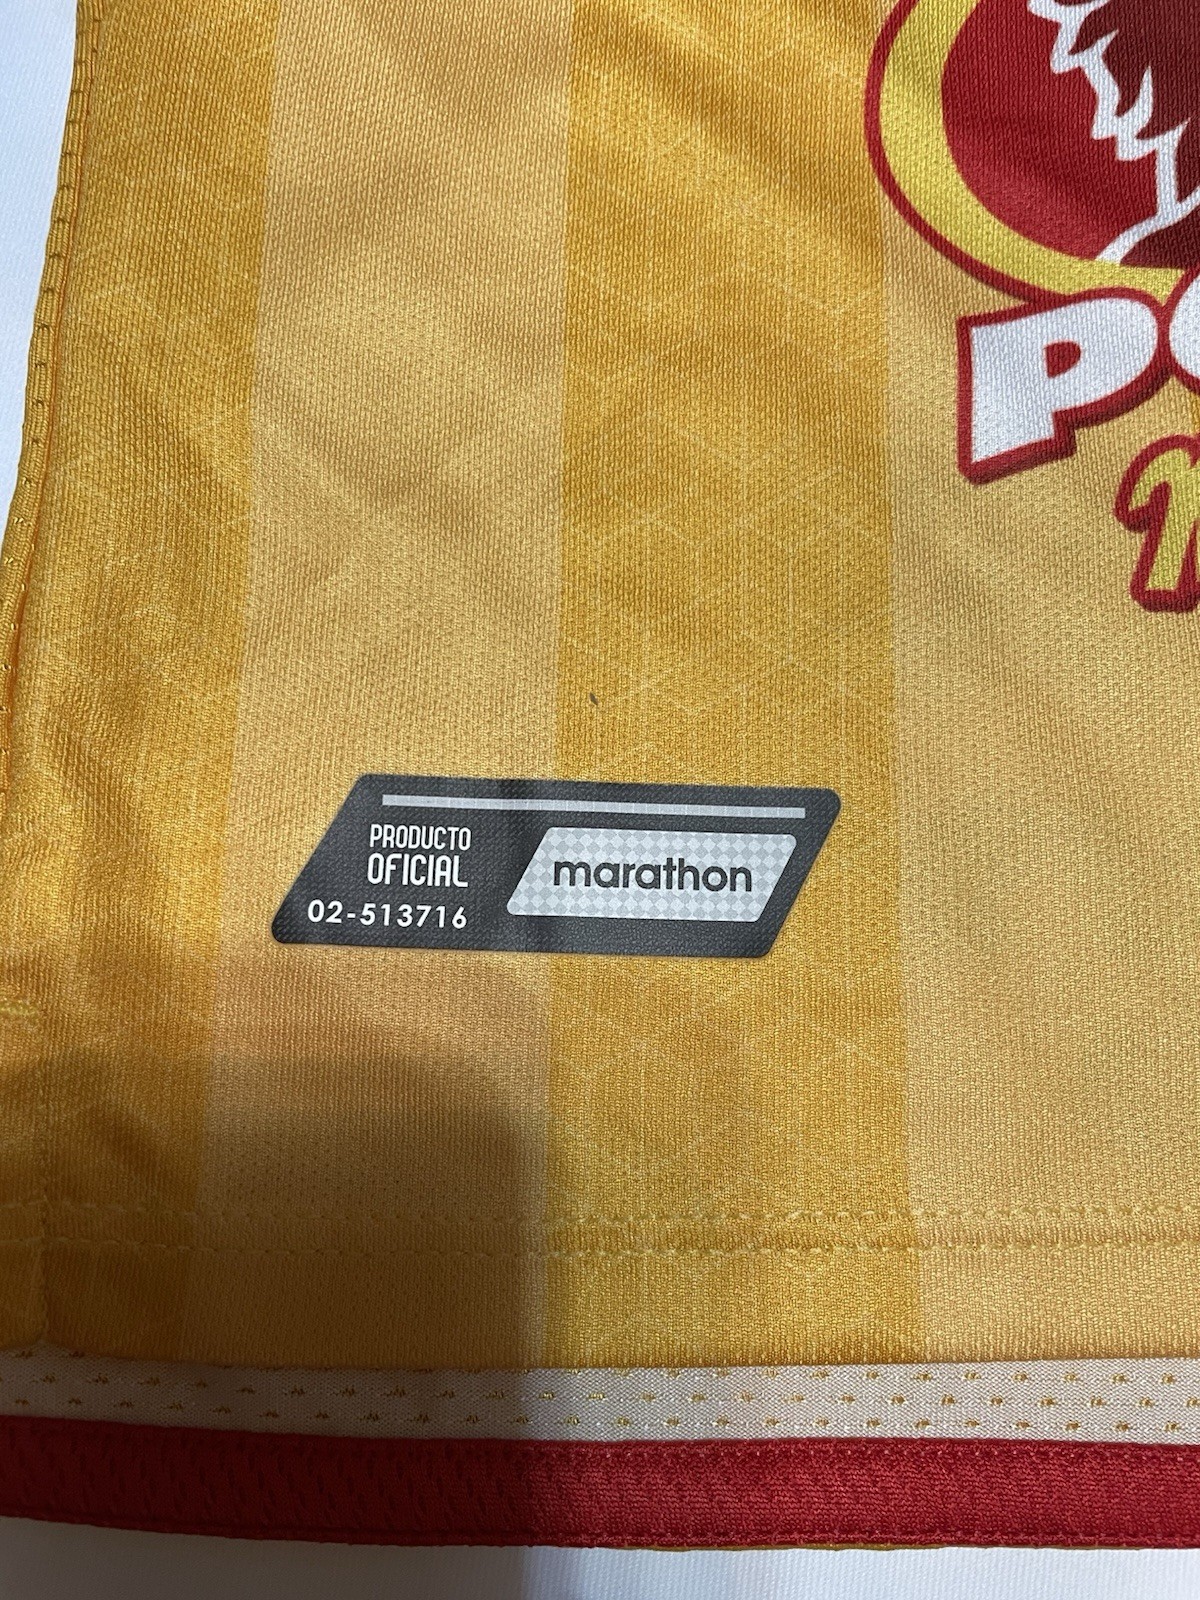 PRODUCTO
OFICIAL
02-513716
marathon